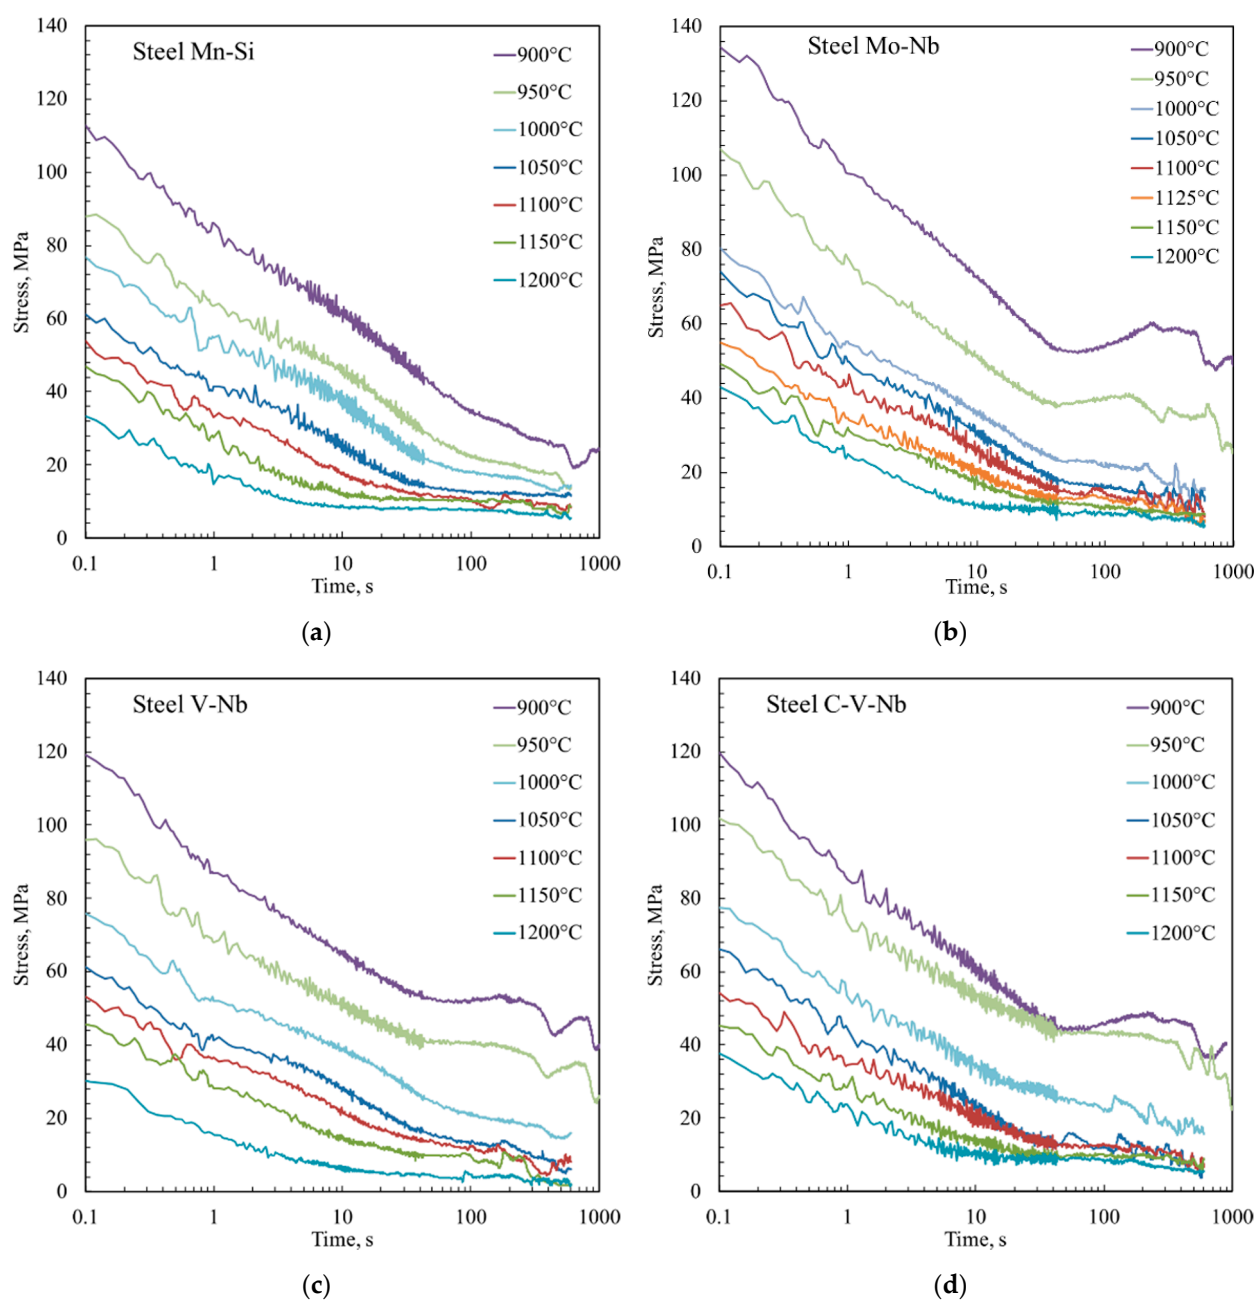 Steel Mn-Si
900°C
950°C
1000°C
1050°C
1100°C
1150°C
1200°C
Stress, MPa
140
120
100
80
60
40
20
0
0.1 1 10 100 1000
Time, s
(a)
Steel Mo-Nb
900°C
950°C
1000°C
1050°C
1100°C
1125°C
1150°C
1200°C
Stress, MPa
140
120
100
80
60
40
20
0
0.1 1 10 100 1000
Time, s
(b)
Steel V-Nb
900°C
950°C
1000°C
1050°C
1100°C
1150°C
1200°C
Stress, MPa
140
120
100
80
60
40
20
0
0.1 1 10 100 1000
Time, s
(c)
Steel C-V-Nb
900°C
950°C
1000°C
1050°C
1100°C
1150°C
1200°C
Stress, MPa
140
120
100
80
60
40
20
0
0.1 1 10 100 1000
Time, s
(d)